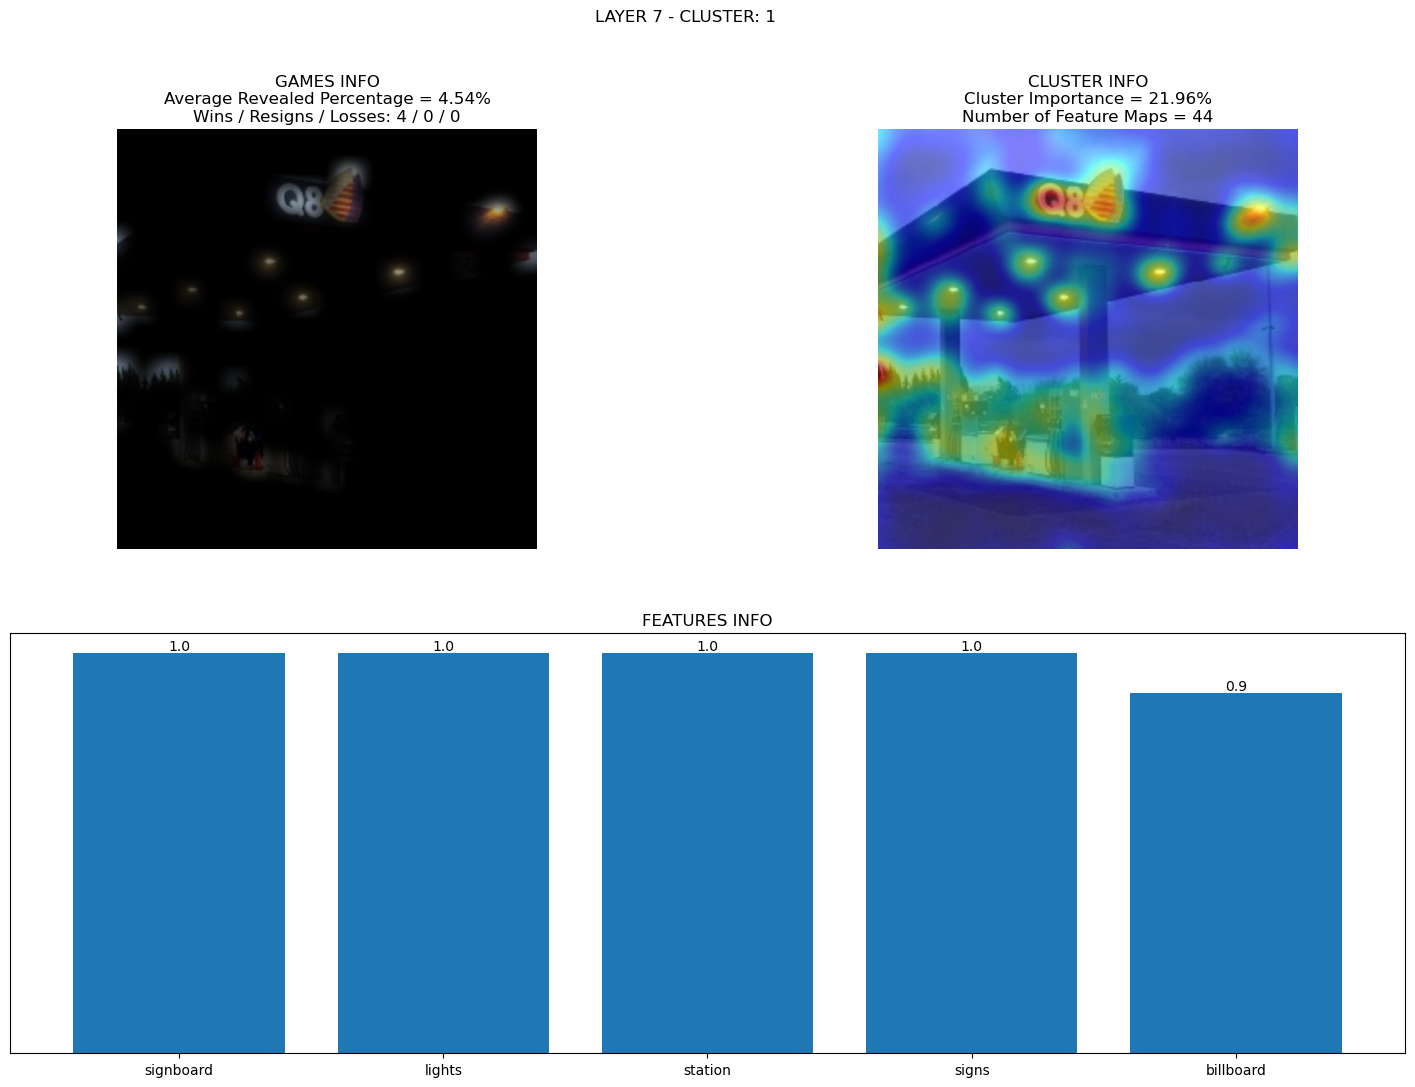 LAYER 7 - CLUSTER: 1
GAMES INFO
Average Revealed Percentage = 4.54%
Wins / Resigns / Losses: 4 / 0 / 0
Q8
CLUSTER INFO
Cluster Importance = 21.96%
Number of Feature Maps = 44
Q8
FEATURES INFO
1.0
1.0
1.0
1.0
0.9
signboard
lights
station
signs
billboard